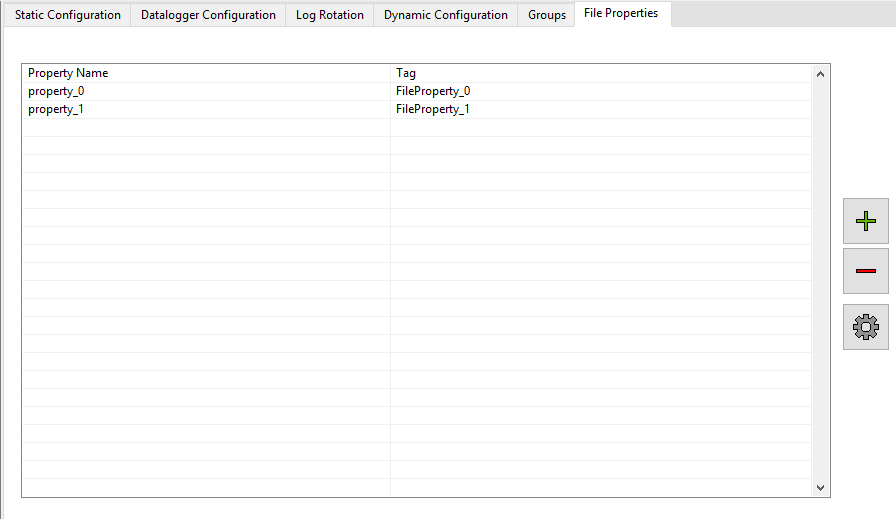 Static Configuration Datalogger Configuration Log Rotation Dynamic Configuration Groups File Properties
Property Name Tag
property_0 FileProperty_0
property_1 FileProperty_1